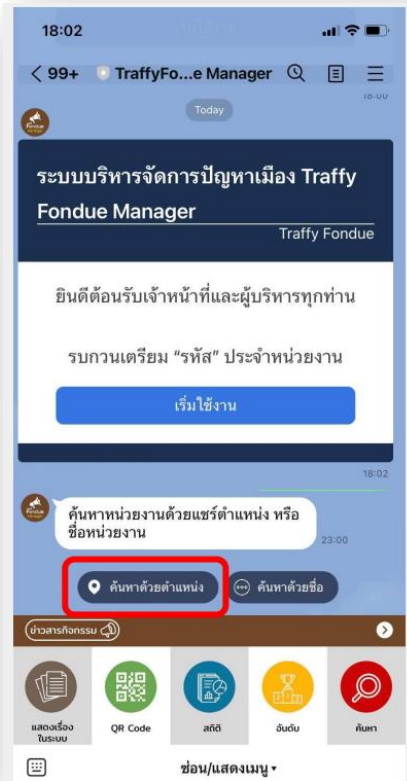 18:02
99+ TraffyFo...e Manager
18:00
Today
ระบบบริหารจัดการปัญหาเมือง Traffy
Fondue Manager
Traffy Fondue
ยินดีต้อนรับเจ้าหน้าที่และผู้บริหารทุกท่าน
รบกวนเตรียม “รหัส” ประจำหน่วยงาน
เริ่มใช้งาน
18:02
ค้นหาหน่วยงานด้วยแชร์ตำแหน่ง หรือ
ชื่อหน่วยงาน
23:00
ค้นหาด้วยตำแหน่ง ค้นหาด้วยชื่อ
ข่าวสารกิจกรรม
แสดงเรื่อง
ในระบบ
QR Code
สถิติ
อันดับ
ค้นหา
ซ่อน/แสดงเมนู